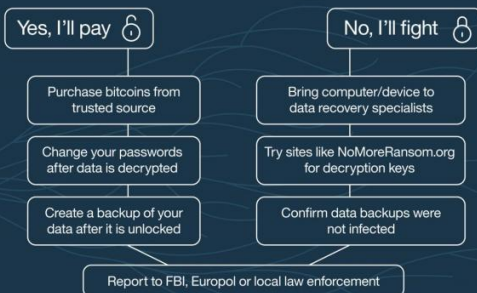 Yes, I'll pay
No, I'll fight
Purchase bitcoins from
trusted source
Bring computer/device to
data recovery specialists
Change your passwords
after data is decrypted
Try sites like NoMoreRansom.org
for decryption keys
Create a backup of your
data after it is unlocked
Confirm data backups were
not infected
Report to FBI, Europol or local law enforcement